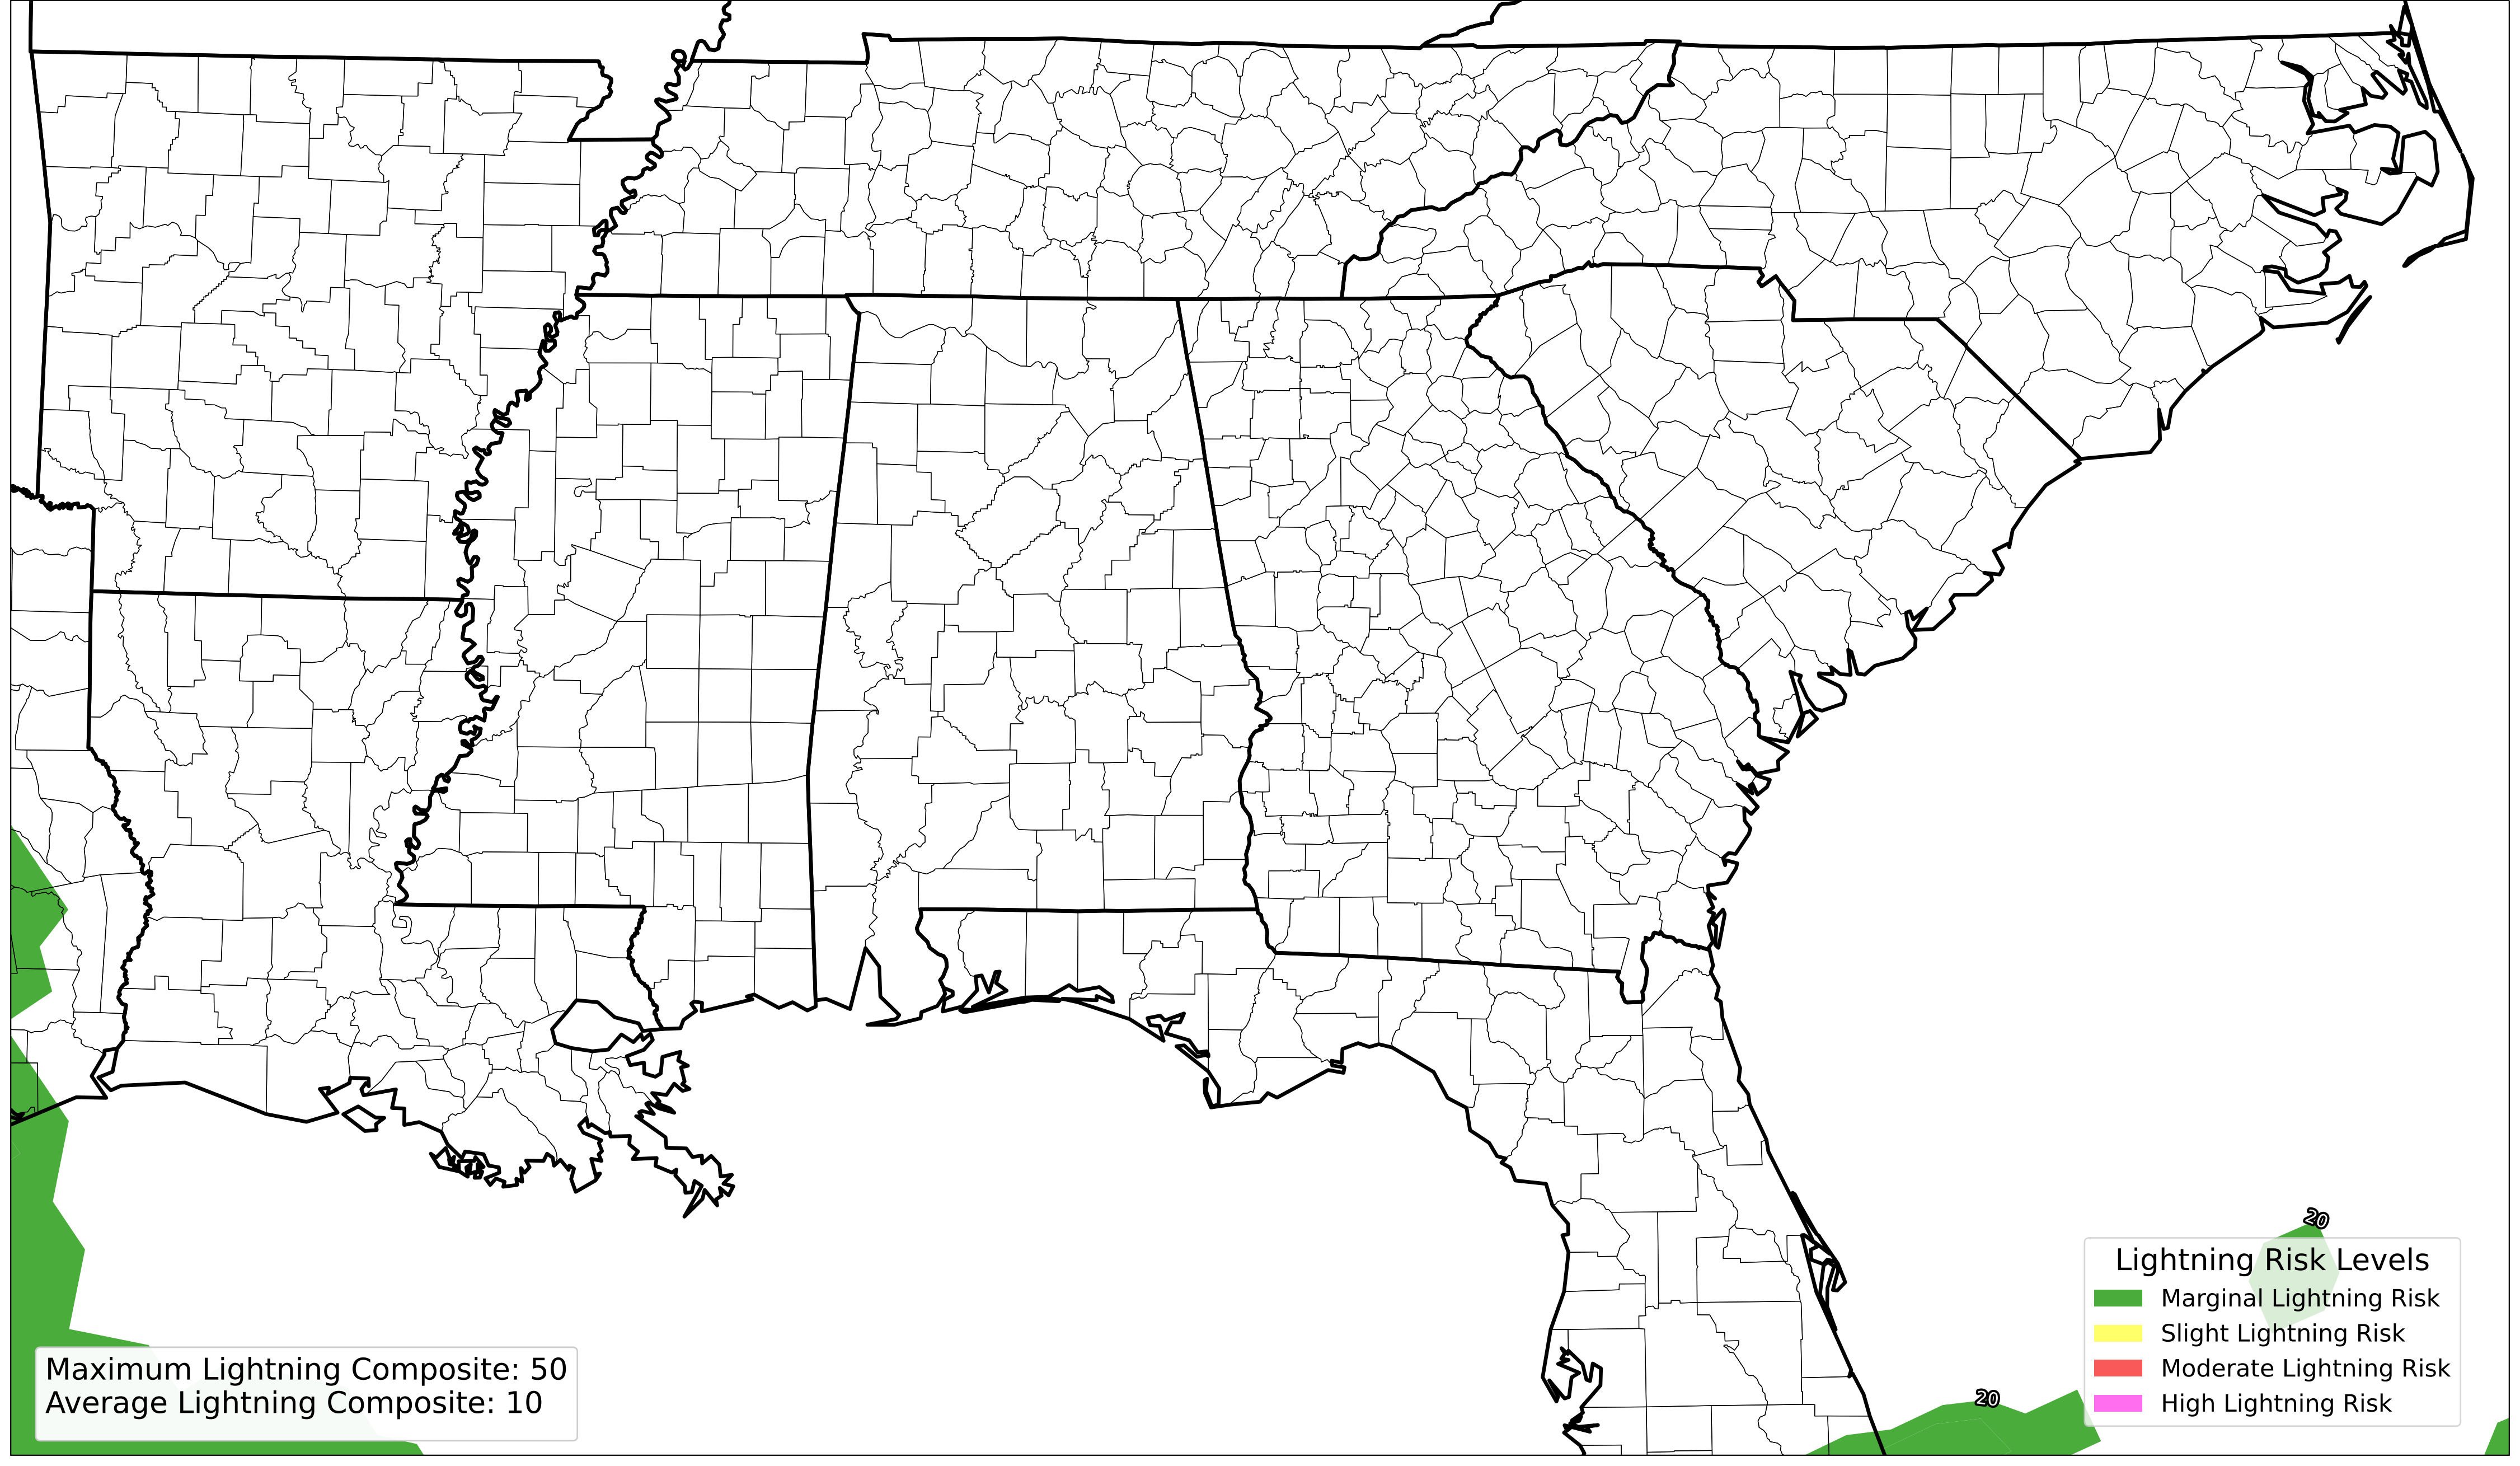 20
Lightning Risk Levels
Marginal Lightning Risk
Slight Lightning Risk
Moderate Lightning Risk
High Lightning Risk
Maximum Lightning Composite: 50
Average Lightning Composite: 10
20